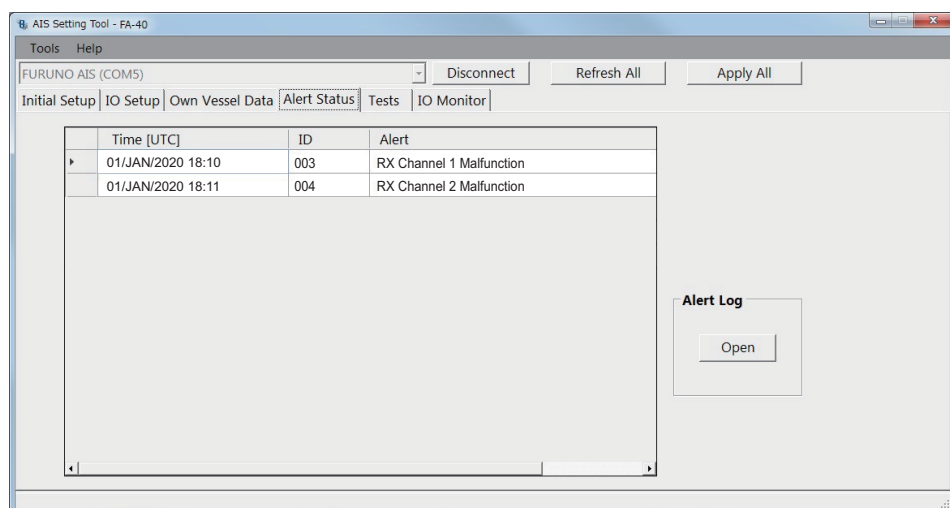 AIS Setting Tool - FA-40
Tools Help
FURUNO AIS (COM5) Disconnect Refresh All Apply All
Initial Setup IO Setup Own Vessel Data Alert Status Tests IO Monitor
Time [UTC] ID Alert
01/JAN/2020 18:10 003 RX Channel 1 Malfunction
01/JAN/2020 18:11 004 RX Channel 2 Malfunction
Alert Log
Open